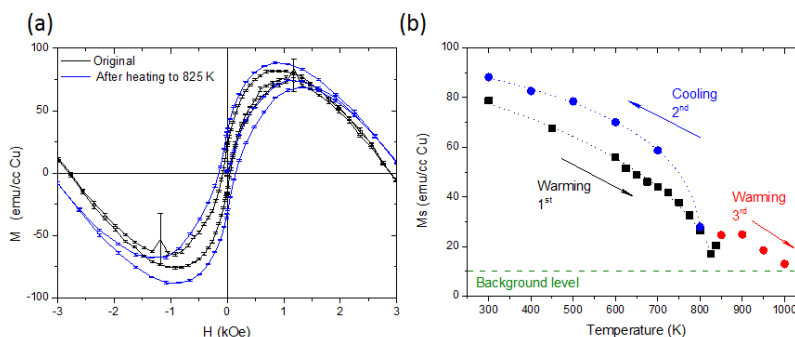 (a)
100
50
0
-50
-100
M (emu/cc Cu)
Original
After heating to 825 K
-3 -2 -1 0 1 2 3
H (kOe)
(b)
100
80
60
40
20
0
Ms (emu/cc Cu)
Cooling
2nd
Warming
1st
Warming
3rd
Background level
300 400 500 600 700 800 900 1000
Temperature (K)